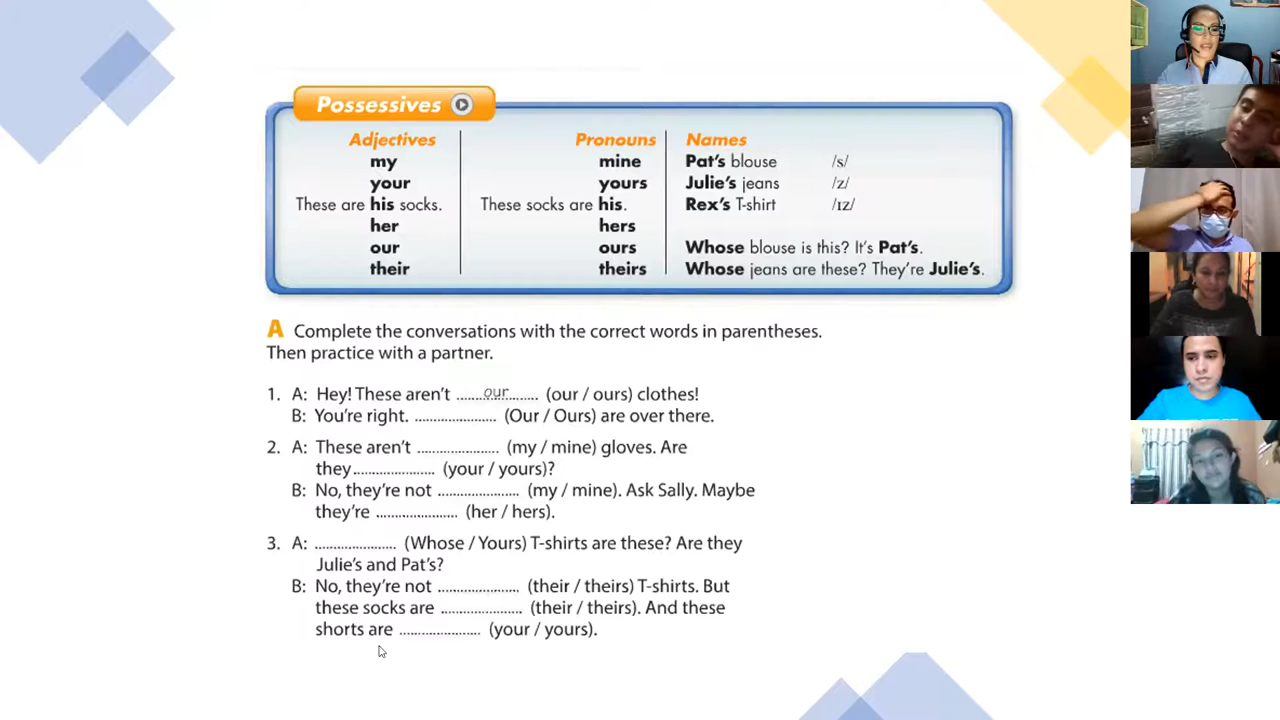 Possessives
Adjectives Pronouns Names
my mine Pat's blouse /s/
your yours Julie's jeans /z/
These are his socks. These socks are his. Rex's T-shirt /ɪz/
her hers
our ours Whose blouse is this? It's Pat's.
their theirs Whose jeans are these? They're Julie's.
A Complete the conversations with the correct words in parentheses.
Then practice with a partner.
1. A: Hey! These aren't ........our........ (our / ours) clothes!
B: You're right. ...................... (Our / Ours) are over there.
2. A: These aren't ...................... (my / mine) gloves. Are
they ...................... (your / yours)?
B: No, they're not ...................... (my / mine). Ask Sally. Maybe
they're ...................... (her / hers).
3. A: ...................... (Whose / Yours) T-shirts are these? Are they
Julie's and Pat's?
B: No, they're not ...................... (their / theirs) T-shirts. But
these socks are ...................... (their / theirs). And these
shorts are ...................... (your / yours).